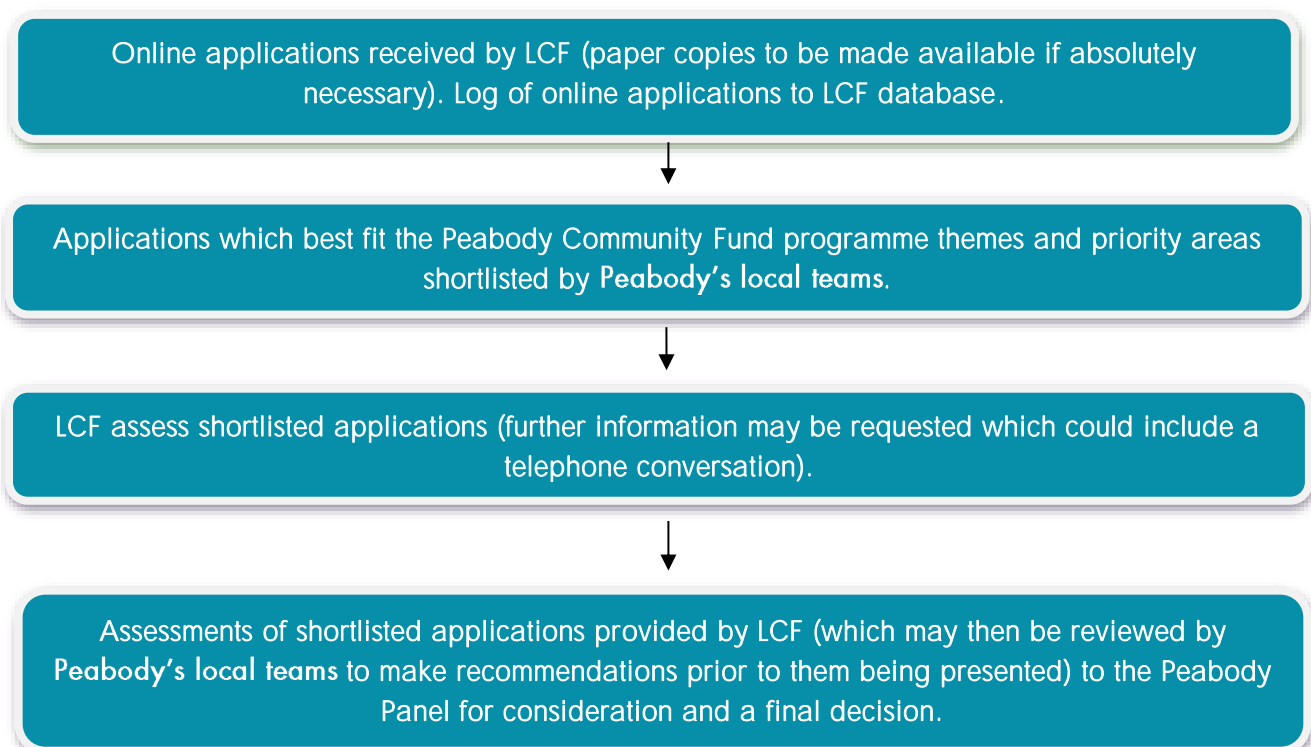 Online applications received by LCF (paper copies to be made available if absolutely
necessary). Log of online applications to LCF database.
Applications which best fit the Peabody Community Fund programme themes and priority areas
shortlisted by Peabody’s local teams.
LCF assess shortlisted applications (further information may be requested which could include a
telephone conversation).
Assessments of shortlisted applications provided by LCF (which may then be reviewed by
Peabody’s local teams to make recommendations prior to them being presented) to the Peabody
Panel for consideration and a final decision.